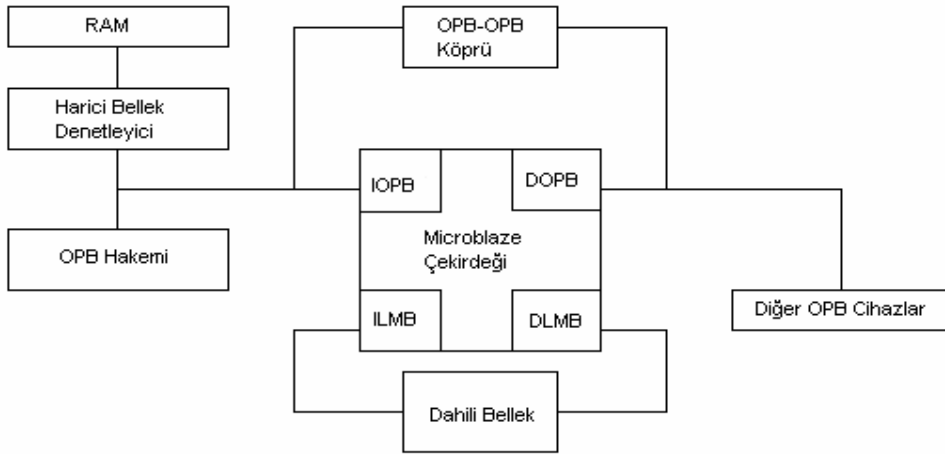 RAM
OPB-OPB
Köprü
Harici Bellek
Denetleyici
IOPB
DOPB
Microblaze
Çekirdeği
OPB Hakemi
ILMB
DLMB
Diğer OPB Cihazlar
Dahili Bellek